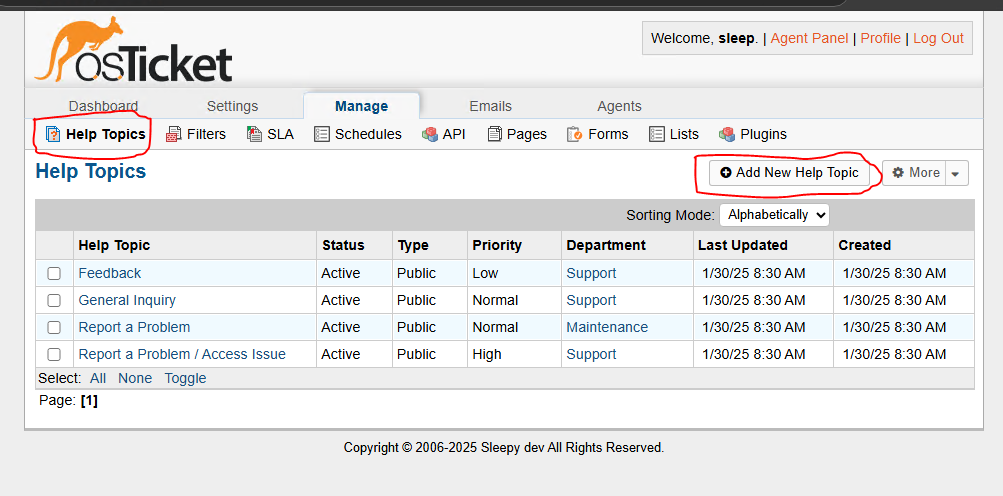 Welcome, sleep. | Agent Panel | Profile | Log Out
osTicket
Dashboard Settings Manage Emails Agents
Help Topics Filters SLA Schedules API Pages Forms Lists Plugins
Help Topics Add New Help Topic More
Sorting Mode: Alphabetically
Help Topic Status Type Priority Department Last Updated Created
Feedback Active Public Low Support 1/30/25 8:30 AM 1/30/25 8:30 AM
General Inquiry Active Public Normal Support 1/30/25 8:30 AM 1/30/25 8:30 AM
Report a Problem Active Public Normal Maintenance 1/30/25 8:30 AM 1/30/25 8:30 AM
Report a Problem / Access Issue Active Public High Support 1/30/25 8:30 AM 1/30/25 8:30 AM
Select: All None Toggle
Page: [1]
Copyright © 2006-2025 Sleepy dev All Rights Reserved.